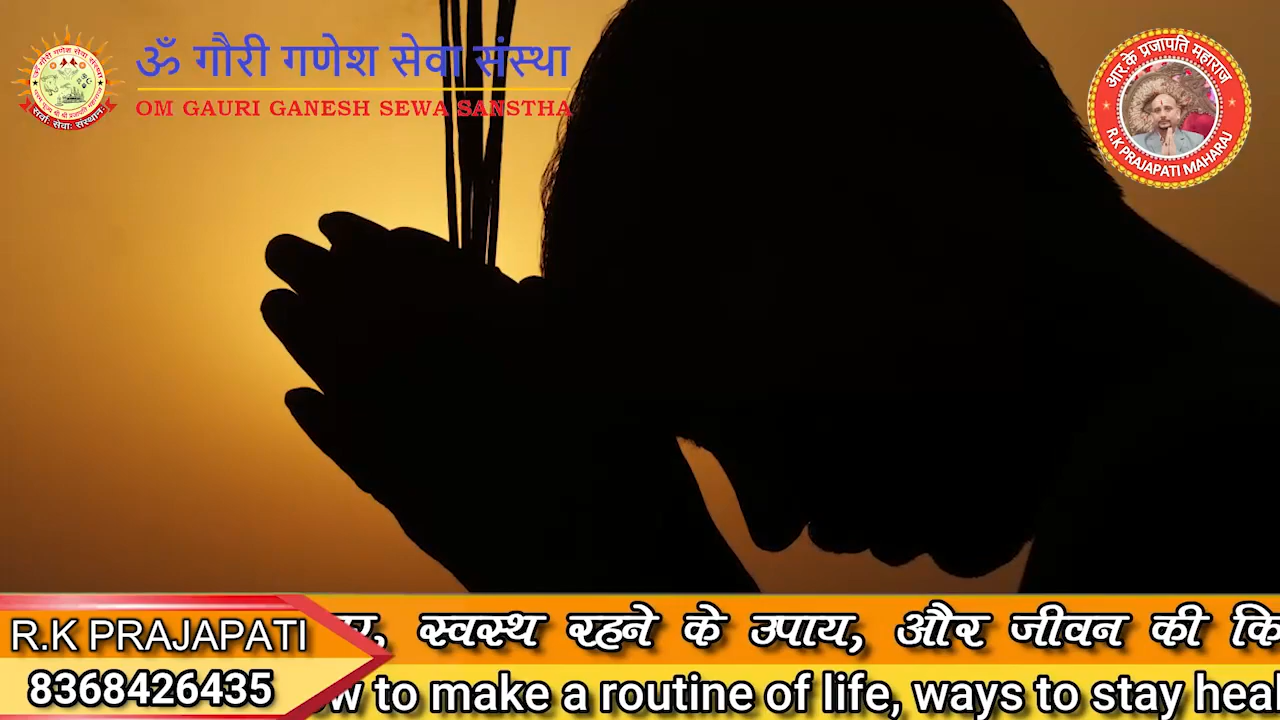 ॐ गौरी गणेश सेवा संस्था
OM GAURI GANESH SEWA SANSTHA
सर्वाः सेवाः संस्थानः
आर के प्रजापति महाराज
R.K PRAJAPATI MAHARAJ
R.K PRAJAPATI
8368426435
स्वस्थ रहने के उपाय, और जीवन की
to make a routine of life, ways to stay